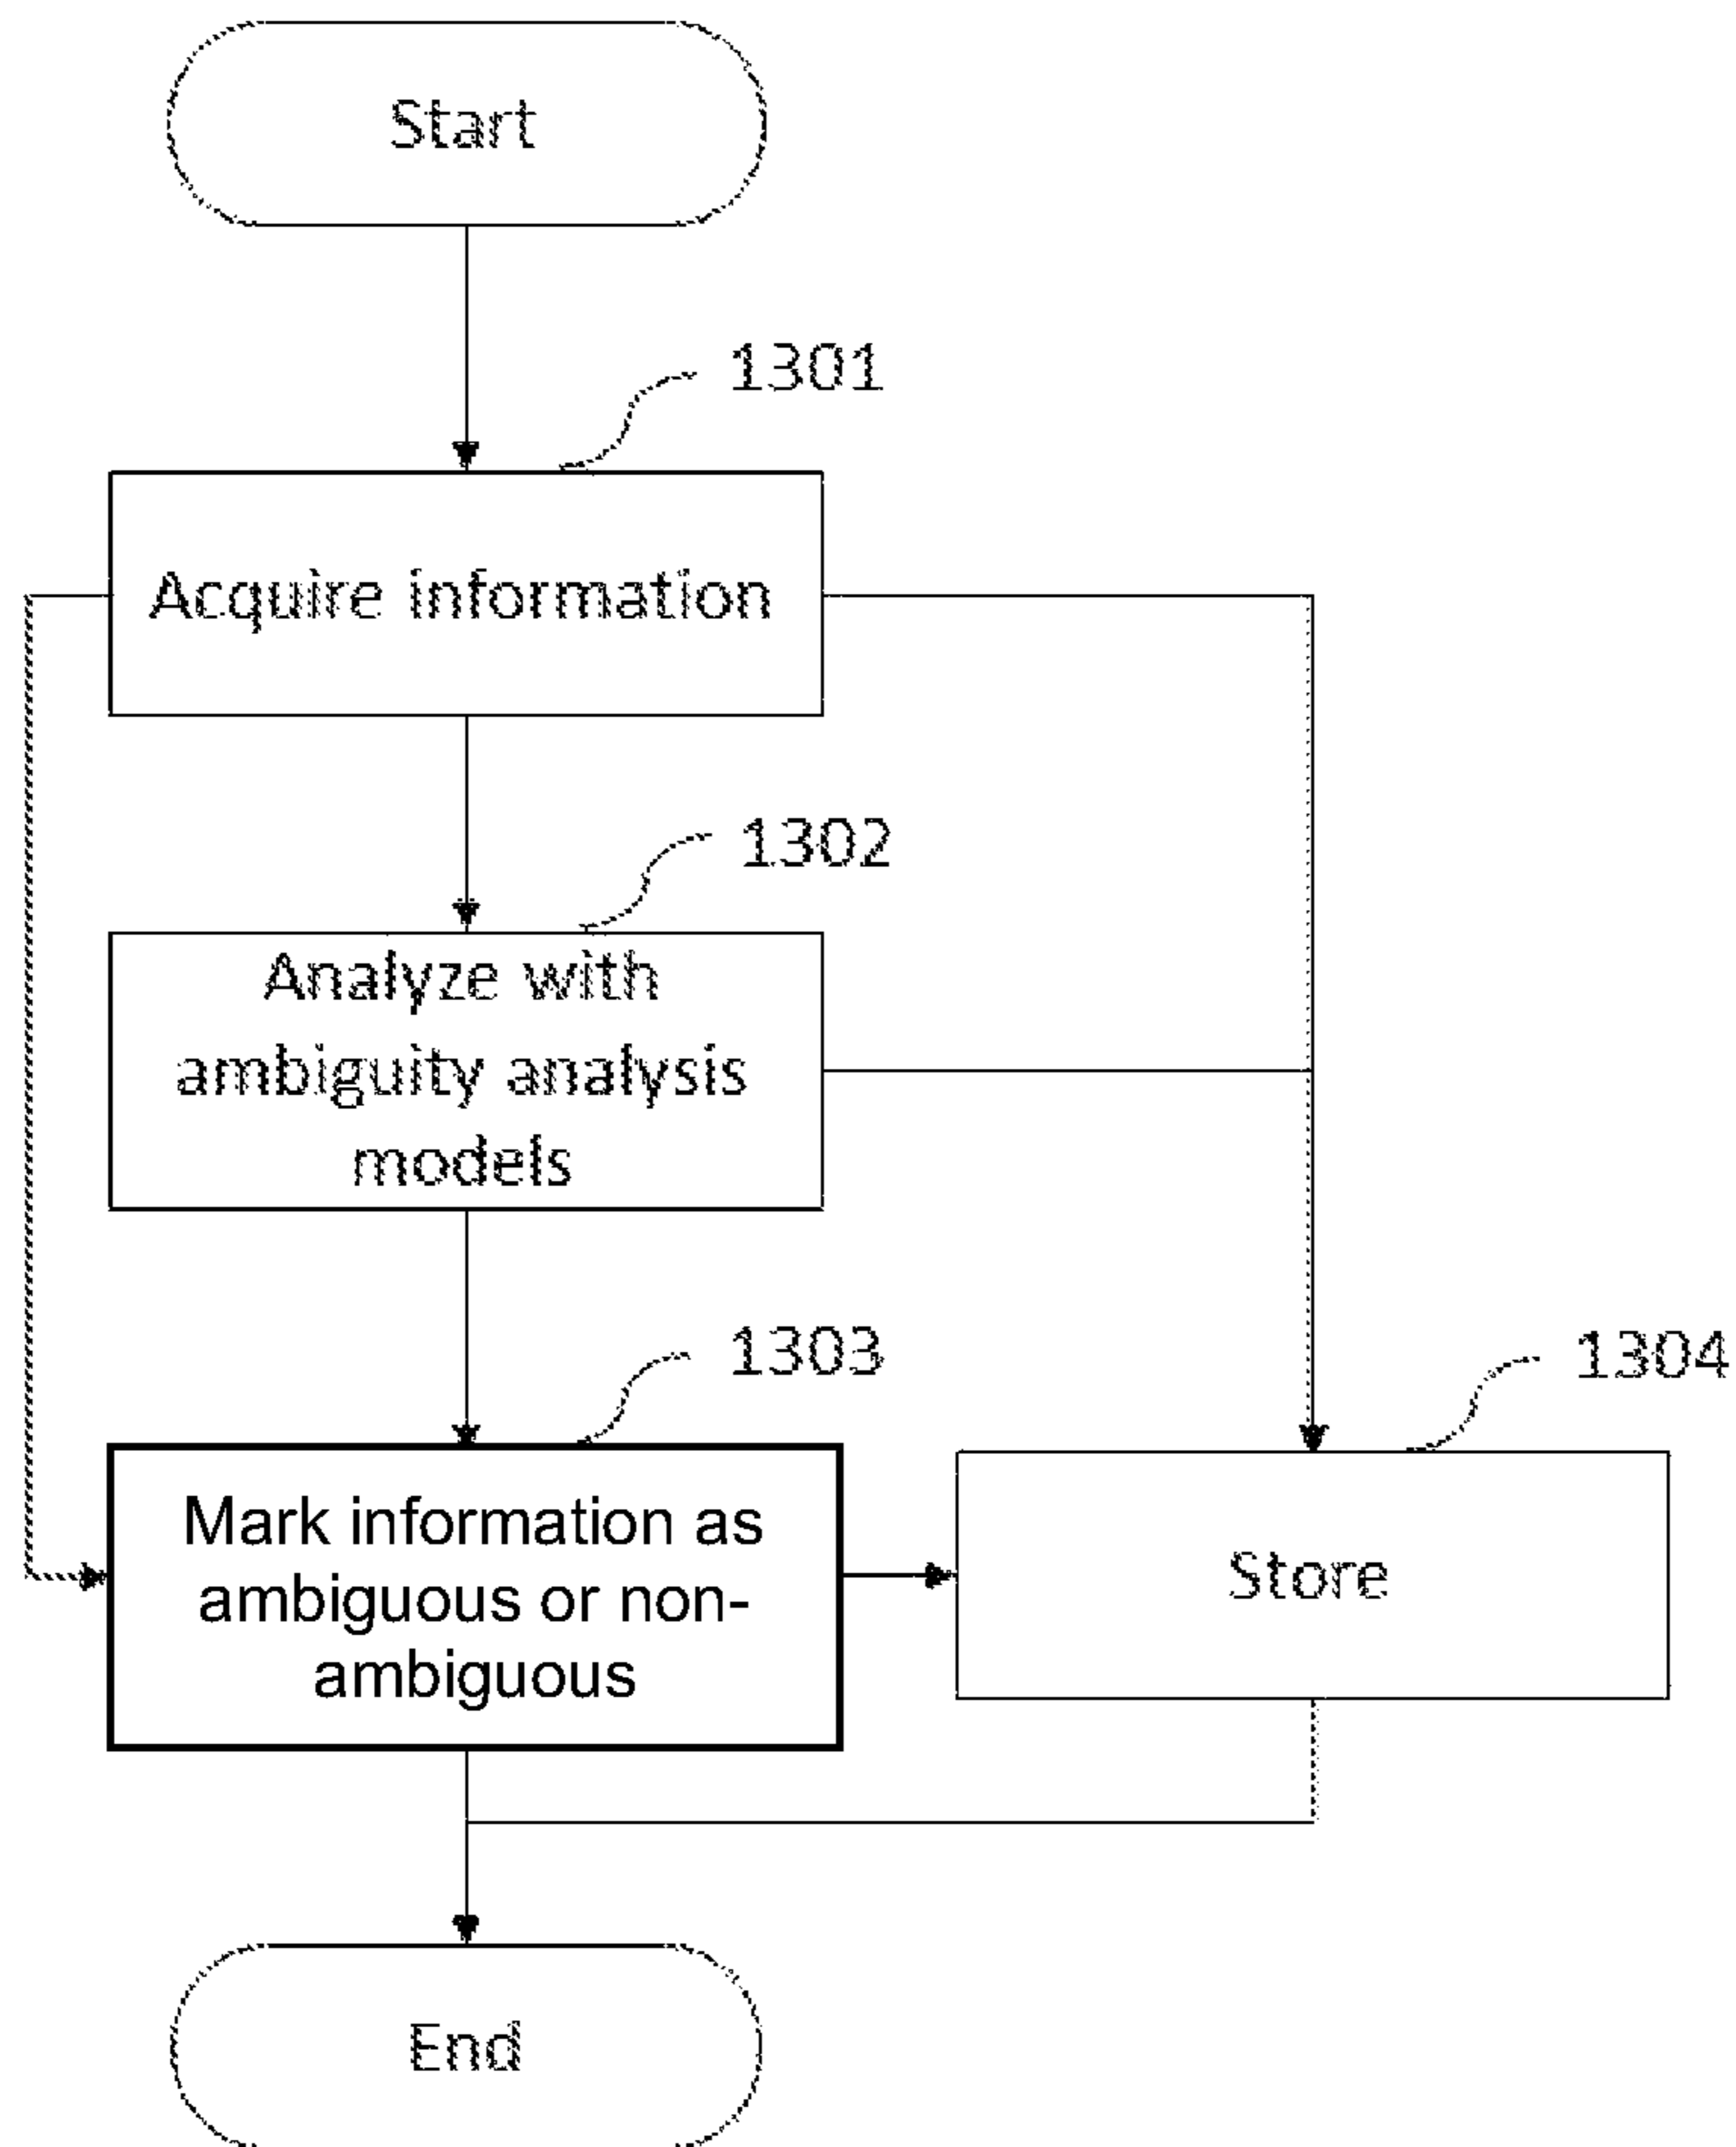 Start
1301
Acquire information
1302
Analyze with
ambiguity analysis
models
1303
1304
Mark information as
ambiguous or non-
ambiguous
Store
End